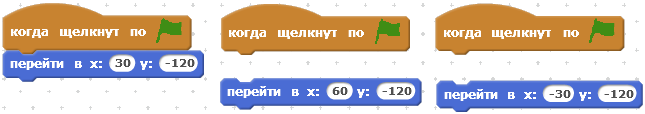 когда щелкнут по
перейти в x: 30 y: -120
когда щелкнут по
перейти в x: 60 y: -120
когда щелкнут по
перейти в x: -30 y: -120